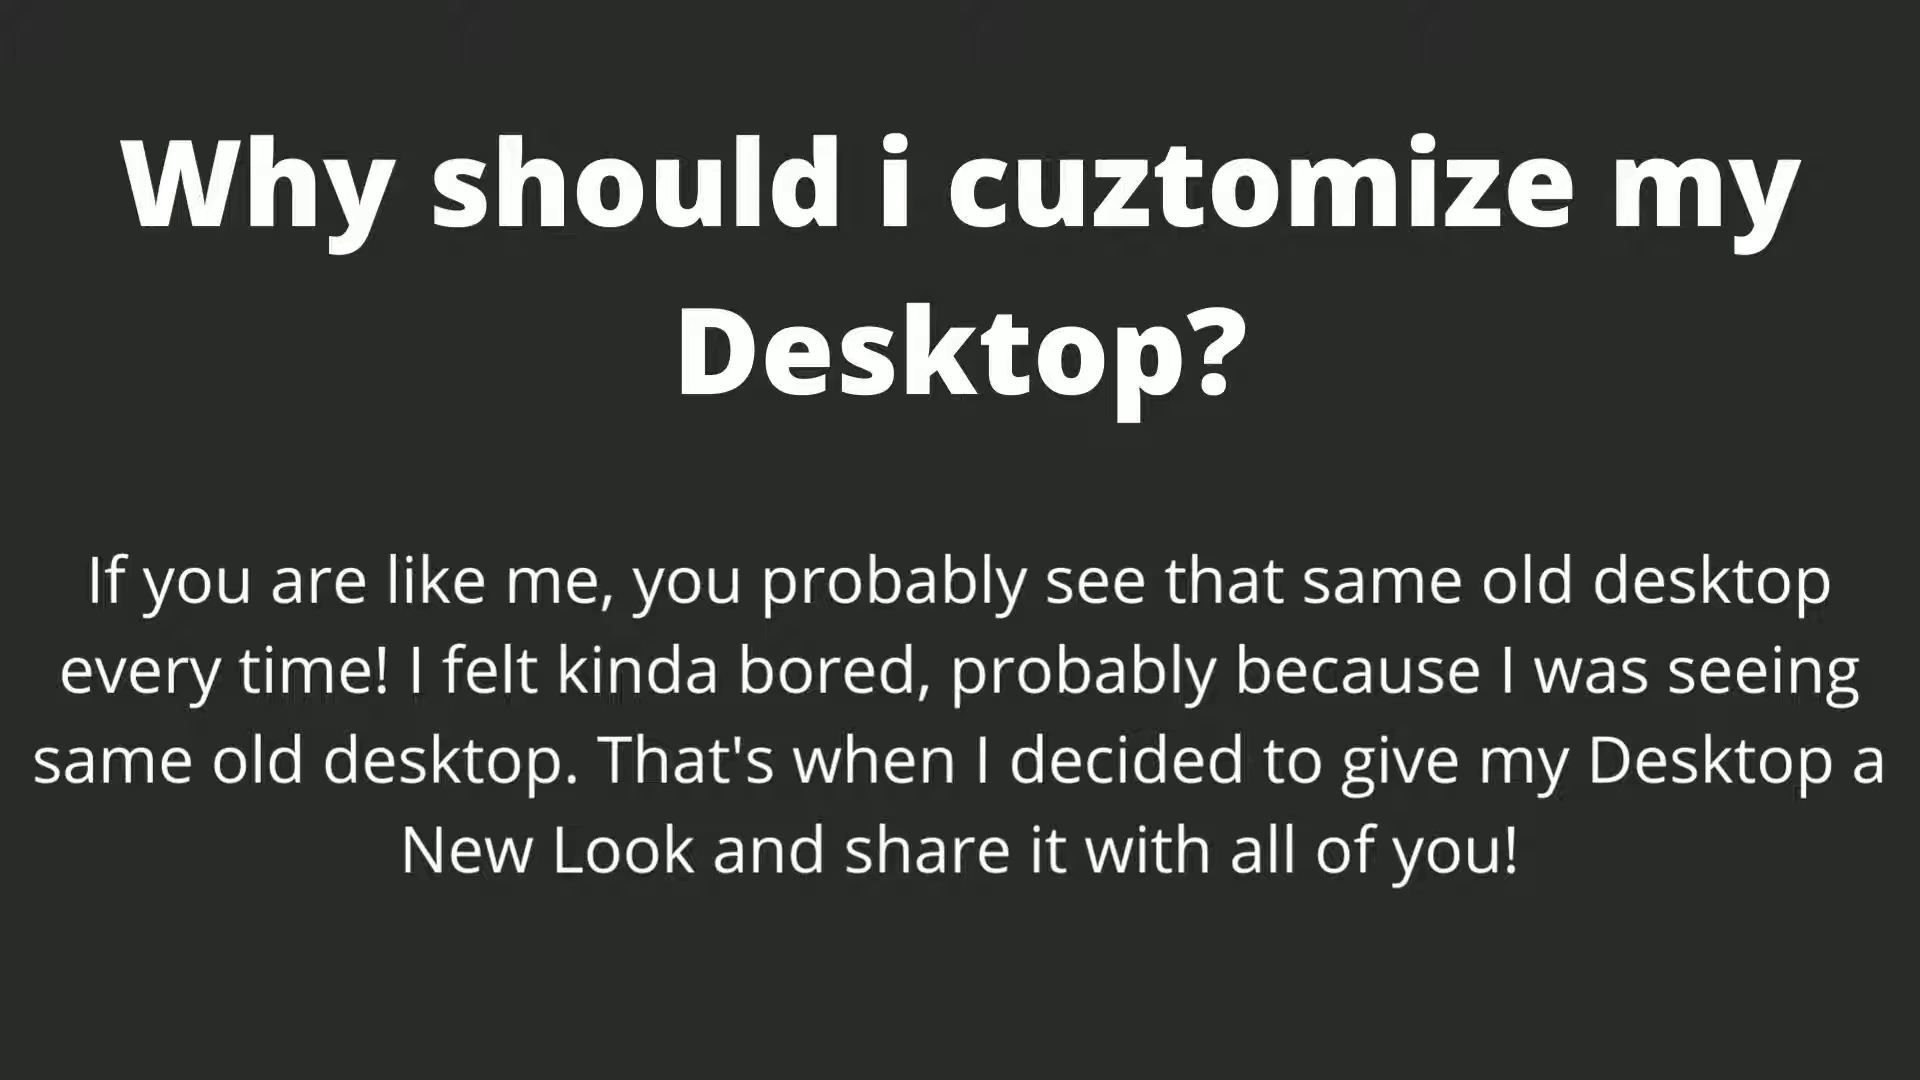 Why should i cuztomize my
Desktop?
If you are like me, you probably see that same old desktop
every time! I felt kinda bored, probably because I was seeing
same old desktop. That's when I decided to give my Desktop a
New Look and share it with all of you!